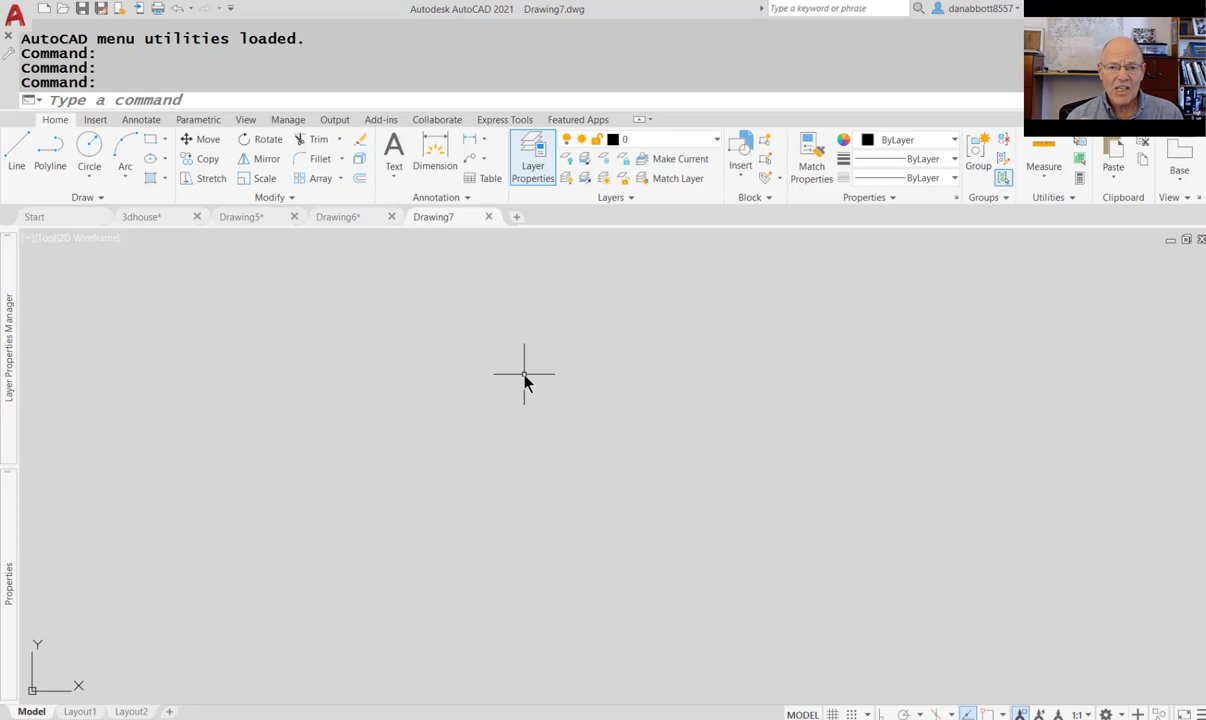 Autodesk AutoCAD 2021 Drawing7.dwg
Type a keyword or phrase
danabbott8557
AutoCAD menu utilities loaded.
Command:
Command:
Command:
Type a command
Home Insert Annotate Parametric View Manage Output Add-ins Collaborate Express Tools Featured Apps
Line Polyline Circle Arc
Move Rotate Trim
Copy Mirror Fillet
Stretch Scale Array
Text Dimension Table
Layer Properties
0
Make Current
Match Layer
Insert
Match Properties
ByLayer
ByLayer
ByLayer
Group Measure Paste Base
Draw Modify Annotation Layers Block Properties Groups Utilities Clipboard View
Start 3dhouse* Drawing5* Drawing6* Drawing7
[−][Top][2D Wireframe]
Layer Properties Manager
Properties
Y
X
Model Layout1 Layout2
MODEL 1:1